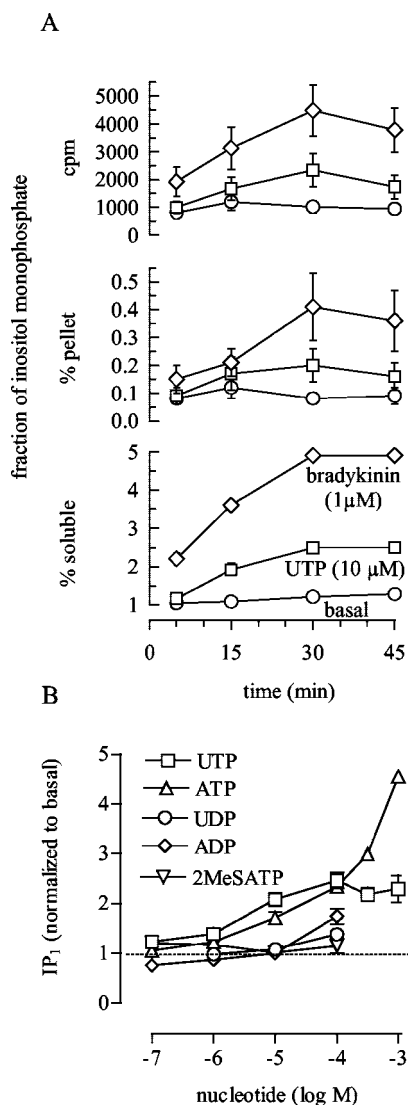 A
5000
4000
3000
2000
1000
0
cpm
0.5
0.4
0.3
0.2
0.1
0.0
% pellet
fraction of inositol monophosphate
5
4
3
2
1
% soluble
bradykinin
(1µM)
UTP (10 µM)
basal
0 15 30 45
time (min)
B
5
4
3
2
1
0
IP1 (normalized to basal)
UTP
ATP
UDP
ADP
2MeSATP
-7 -6 -5 -4 -3
nucleotide (log M)